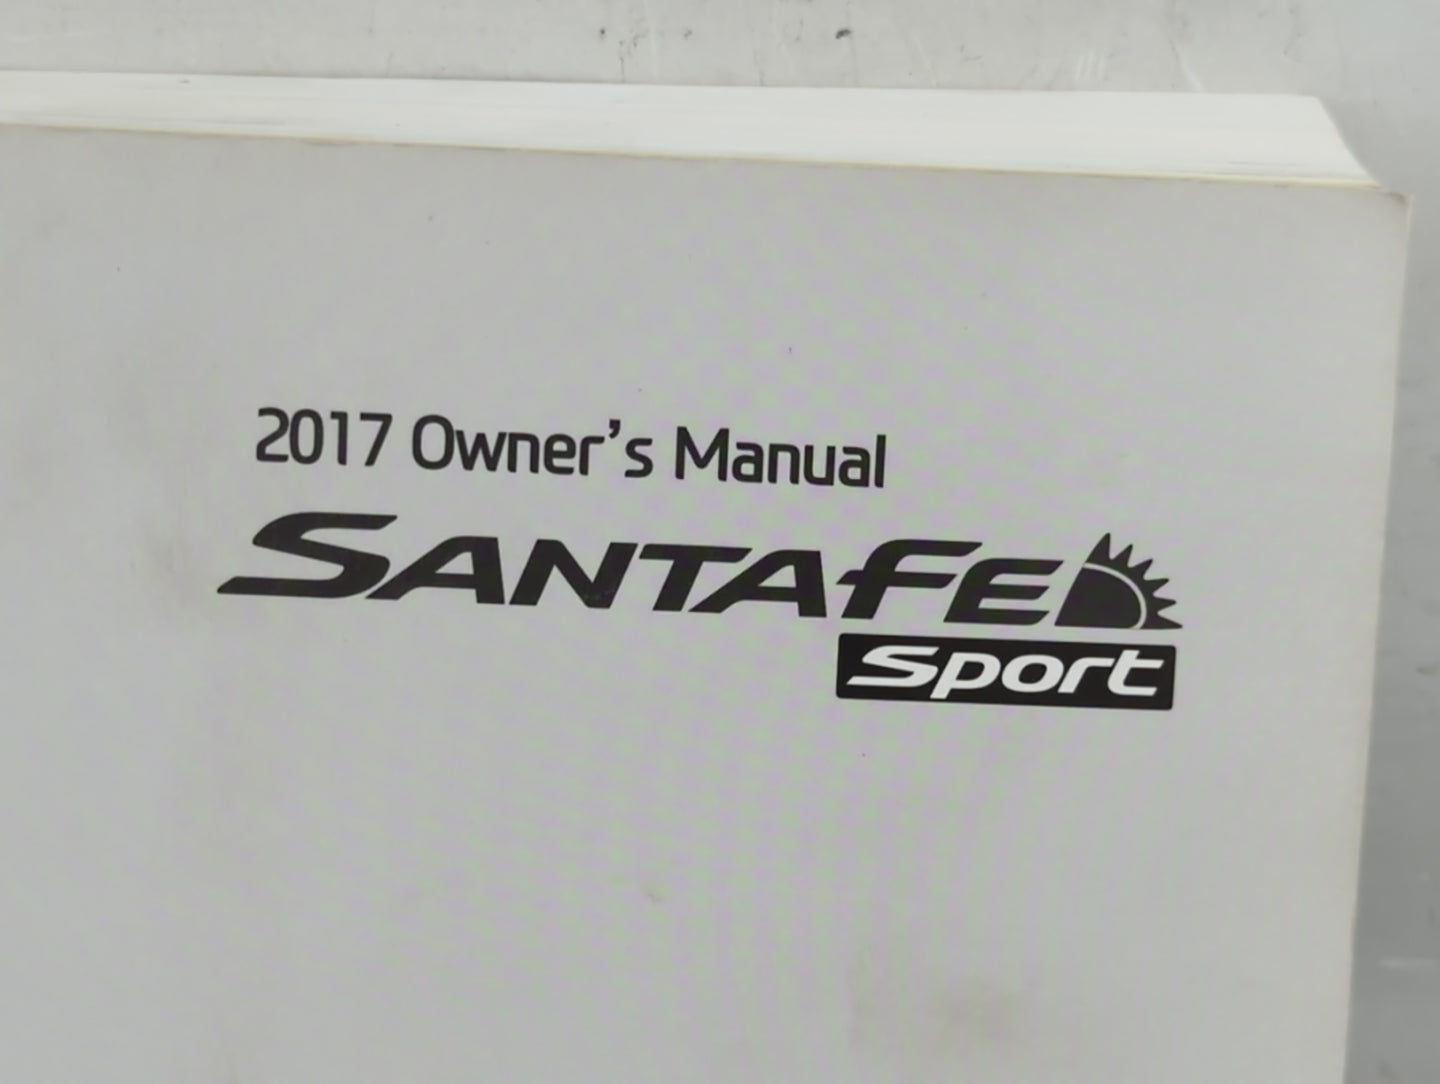 2017 Owner's Manual
SANTAFE
Sport